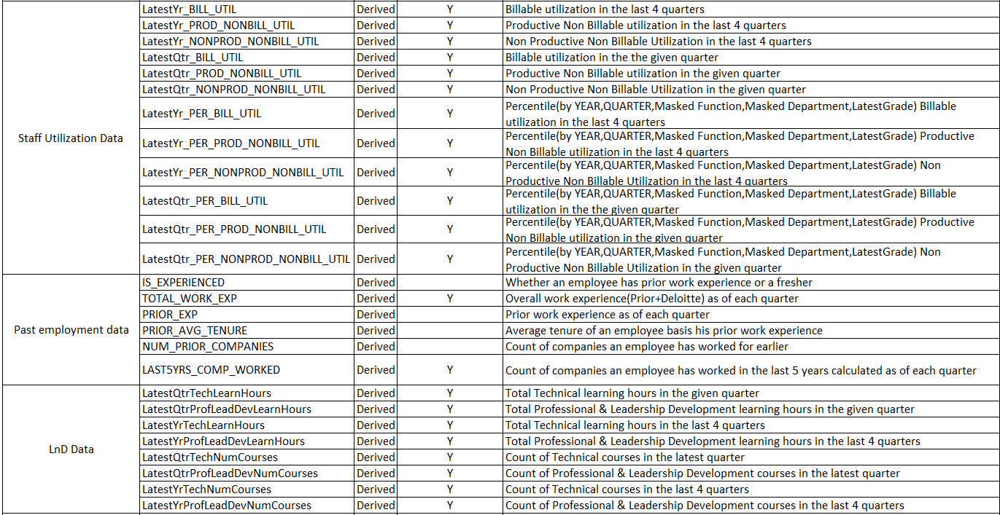 Staff Utilization Data
LatestYr_BILL_UTIL Derived Y Billable utilization in the last 4 quarters
LatestYr_PROD_NONBILL_UTIL Derived Y Productive Non Billable utilization in the last 4 quarters
LatestYr_NONPROD_NONBILL_UTIL Derived Y Non Productive Non Billable Utilization in the last 4 quarters
LatestQtr_BILL_UTIL Derived Y Billable utilization in the the given quarter
LatestQtr_PROD_NONBILL_UTIL Derived Y Productive Non Billable utilization in the given quarter
LatestQtr_NONPROD_NONBILL_UTIL Derived Y Non Productive Non Billable Utilization in the given quarter
LatestYr_PER_BILL_UTIL Derived Y Percentile(by YEAR,QUARTER,Masked Function,Masked Department,LatestGrade) Billable
utilization in the last 4 quarters
LatestYr_PER_PROD_NONBILL_UTIL Derived Y Percentile(by YEAR,QUARTER,Masked Function,Masked Department,LatestGrade) Productive
Non Billable utilization in the last 4 quarters
LatestYr_PER_NONPROD_NONBILL_UTIL Derived Y Percentile(by YEAR,QUARTER,Masked Function,Masked Department,LatestGrade) Non
Productive Non Billable Utilization in the last 4 quarters
LatestQtr_PER_BILL_UTIL Derived Y Percentile(by YEAR,QUARTER,Masked Function,Masked Department,LatestGrade) Billable
utilization in the the given quarter
LatestQtr_PER_PROD_NONBILL_UTIL Derived Y Percentile(by YEAR,QUARTER,Masked Function,Masked Department,LatestGrade) Productive
Non Billable utilization in the given quarter
LatestQtr_PER_NONPROD_NONBILL_UTIL Derived Y Percentile(by YEAR,QUARTER,Masked Function,Masked Department,LatestGrade) Non
Productive Non Billable Utilization in the given quarter
Past employment data
IS_EXPERIENCED Derived Whether an employee has prior work experience or a fresher
TOTAL_WORK_EXP Derived Y Overall work experience(Prior+Deloitte) as of each quarter
PRIOR_EXP Derived Prior work experience as of each quarter
PRIOR_AVG_TENURE Derived Average tenure of an employee basis his prior work experience
NUM_PRIOR_COMPANIES Derived Count of companies an employee has worked for earlier
LAST5YRS_COMP_WORKED Derived Y Count of companies an employee has worked in the last 5 years calculated as of each quarter
LnD Data
LatestQtrTechLearnHours Derived Y Total Technical learning hours in the given quarter
LatestQtrProfLeadDevLearnHours Derived Y Total Professional & Leadership Development learning hours in the given quarter
LatestYrTechLearnHours Derived Y Total Technical learning hours in the last 4 quarters
LatestYrProfLeadDevLearnHours Derived Y Total Professional & Leadership Development learning hours in the last 4 quarters
LatestQtrTechNumCourses Derived Y Count of Technical courses in the latest quarter
LatestQtrProfLeadDevNumCourses Derived Y Count of Professional & Leadership Development courses in the latest quarter
LatestYrTechNumCourses Derived Y Count of Technical courses in the last 4 quarters
LatestYrProfLeadDevNumCourses Derived Y Count of Professional & Leadership Development courses in the last 4 quarters